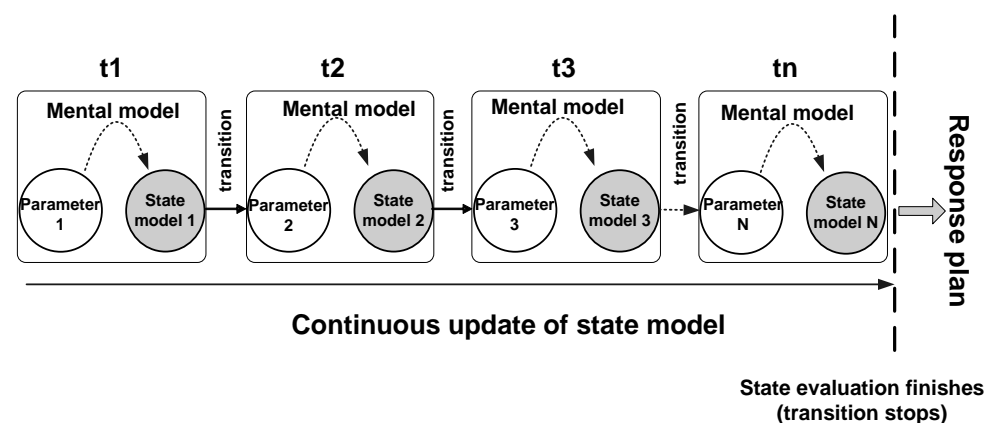 t1
t2
t3
tn
Mental model
Mental model
Mental model
Mental model
Parameter
1
State
model 1
transition
Parameter
2
State
model 2
transition
Parameter
3
State
model 3
transition
Parameter
N
State
model N
Response plan
Continuous update of state model
State evaluation finishes
(transition stops)